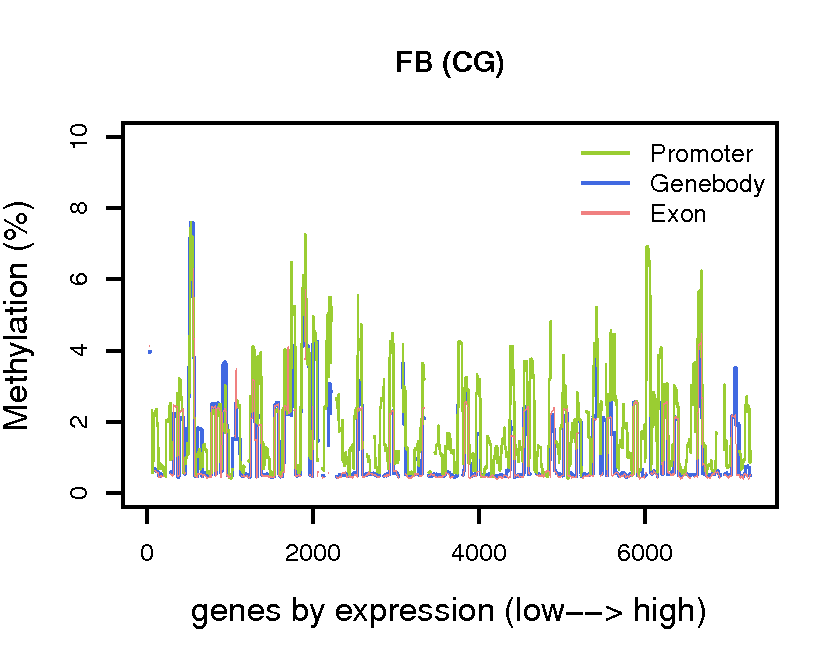 FB (CG)
Methylation (%)
10
8
6
4
2
0
Promoter
Genebody
Exon
0 2000 4000 6000
genes by expression (low−−> high)